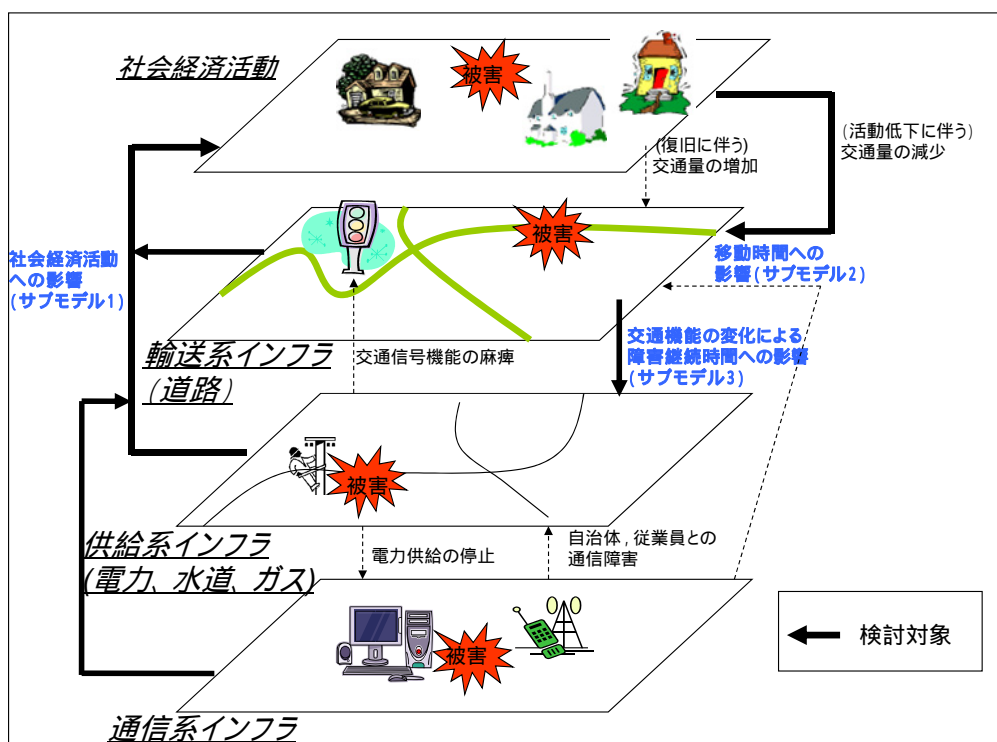 社会経済活動
被害
(復旧に伴う)
交通量の増加
(活動低下に伴う)
交通量の減少
被害
社会経済活動
への影響
(サブモデル1)
移動時間への
影響(サブモデル2)
輸送系インフラ
(道路)
交通信号機能の麻痺
交通機能の変化による
障害継続時間への影響
(サブモデル3)
被害
供給系インフラ
(電力、水道、ガス)
電力供給の停止
自治体，従業員との
通信障害
被害
通信系インフラ
検討対象